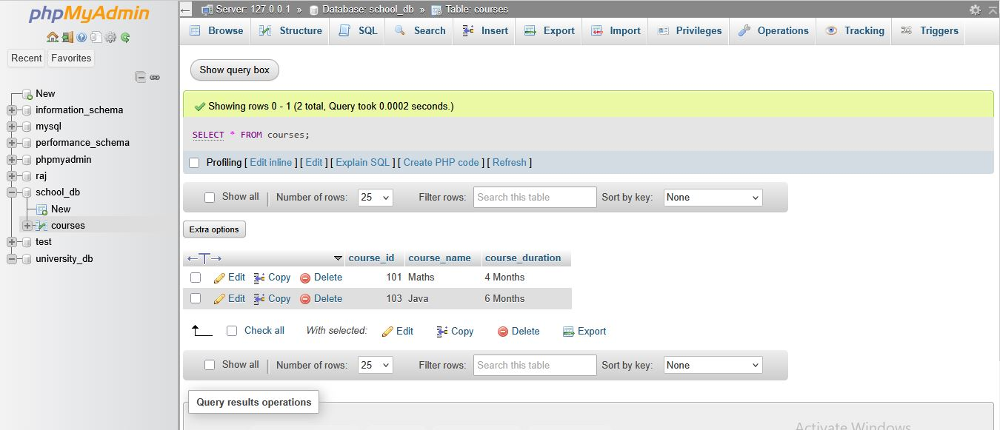 phpMyAdmin
Recent Favorites
New
information_schema
mysql
performance_schema
phpmyadmin
raj
school_db
New
courses
test
university_db
Server: 127.0.0.1 » Database: school_db » Table: courses
Browse Structure SQL Search Insert Export Import Privileges Operations Tracking Triggers
Show query box
Showing rows 0 - 1 (2 total, Query took 0.0002 seconds.)
SELECT * FROM courses;
Profiling [ Edit inline ] [ Edit ] [ Explain SQL ] [ Create PHP code ] [ Refresh ]
Show all | Number of rows: 25 Filter rows: Search this table Sort by key: None
Extra options
←T→ course_id course_name course_duration
Edit Copy Delete 101 Maths 4 Months
Edit Copy Delete 103 Java 6 Months
Check all With selected: Edit Copy Delete Export
Show all | Number of rows: 25 Filter rows: Search this table Sort by key: None
Query results operations
Activate Windows